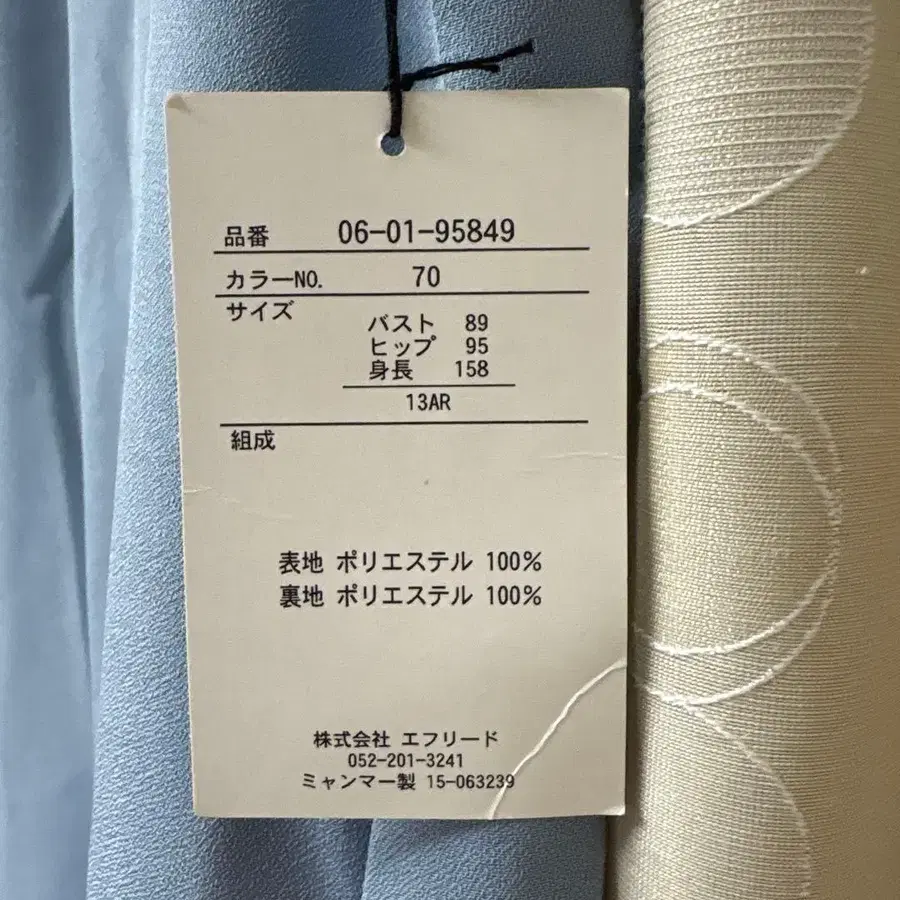 品番 06-01-95849
カラーNO. 70
サイズ
バスト 89
ヒップ 95
身長 158
13AR
組成
表地 ポリエステル 100%
裏地 ポリエステル 100%
株式会社 エフリード
052-201-3241
ミャンマー製 15-063239